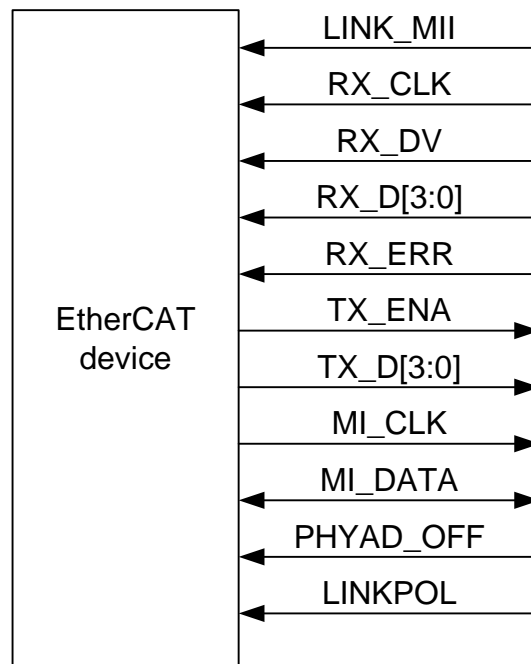 LINK_MII
RX_CLK
RX_DV
RX_D[3:0]
RX_ERR
EtherCAT
device
TX_ENA
TX_D[3:0]
MI_CLK
MI_DATA
PHYAD_OFF
LINKPOL